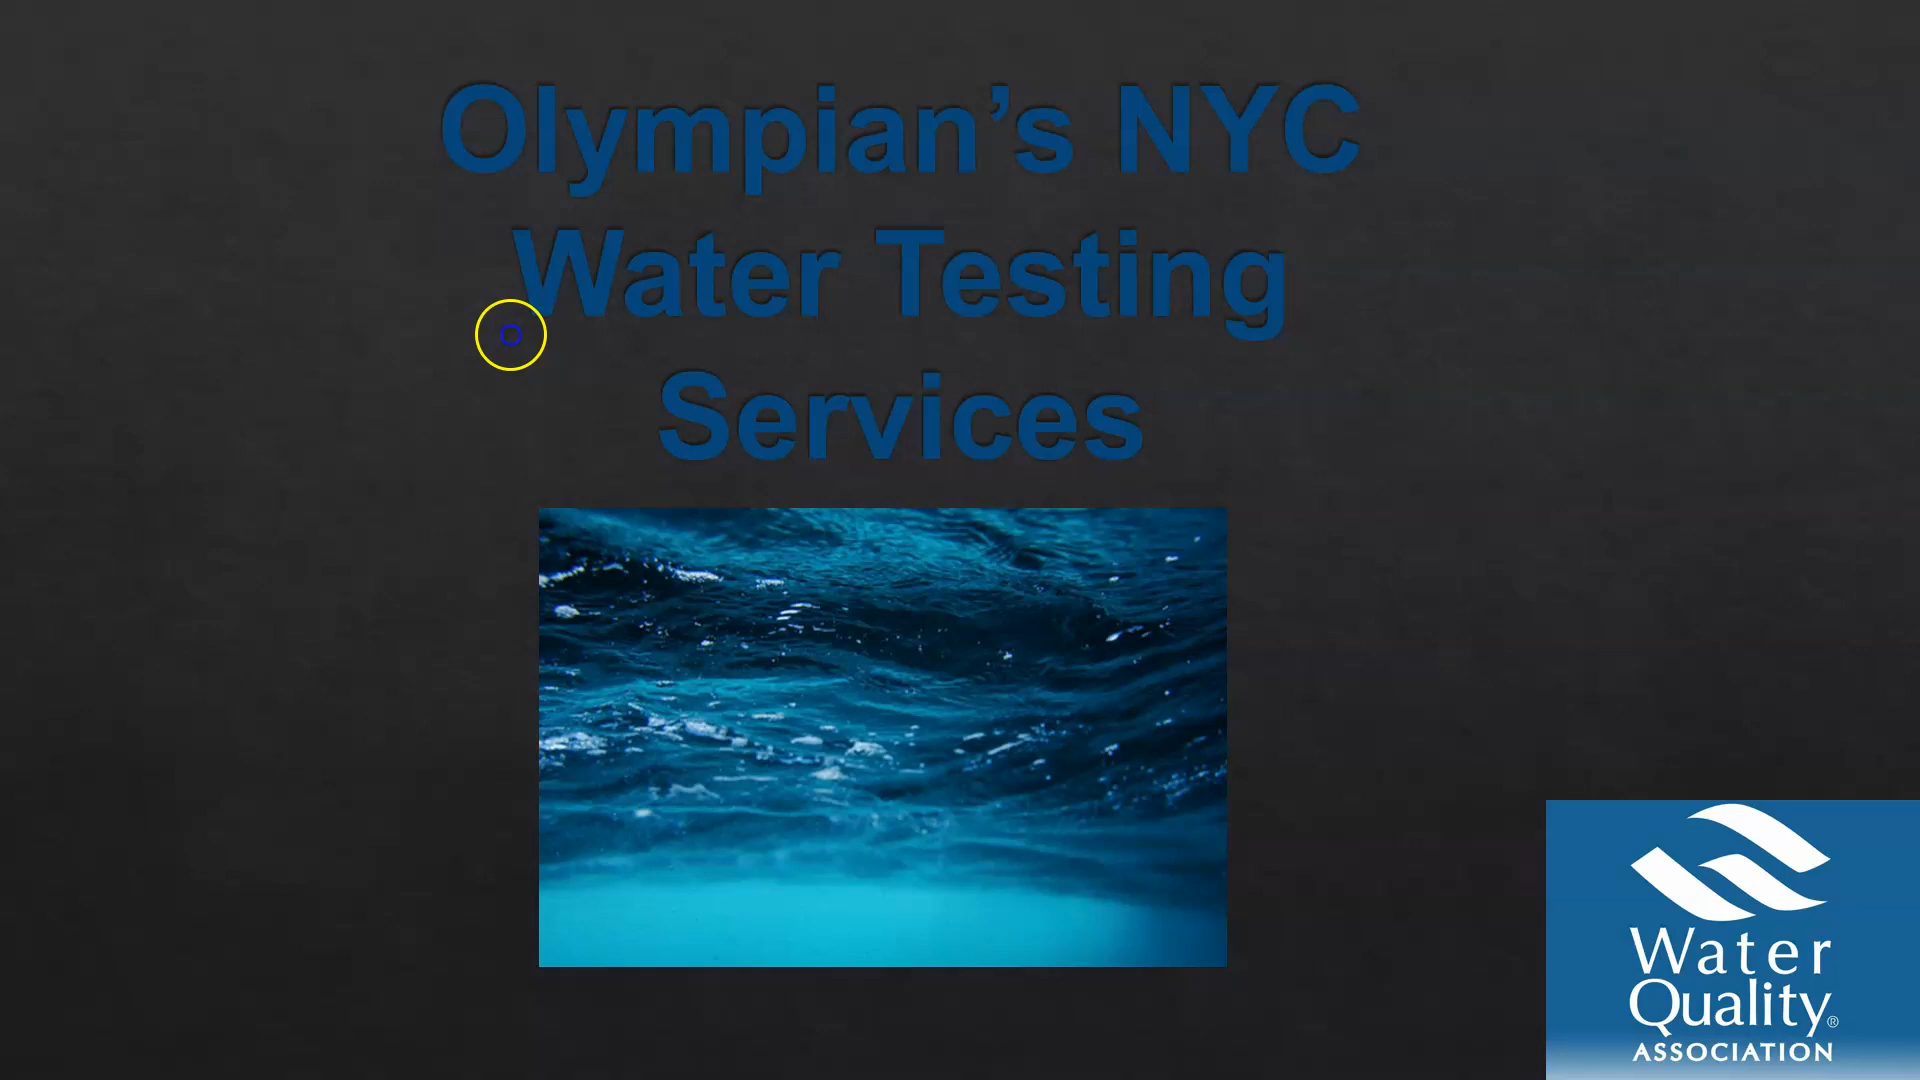 Olympian’s NYC
Water Testing
Services
Water
Quality®
ASSOCIATION